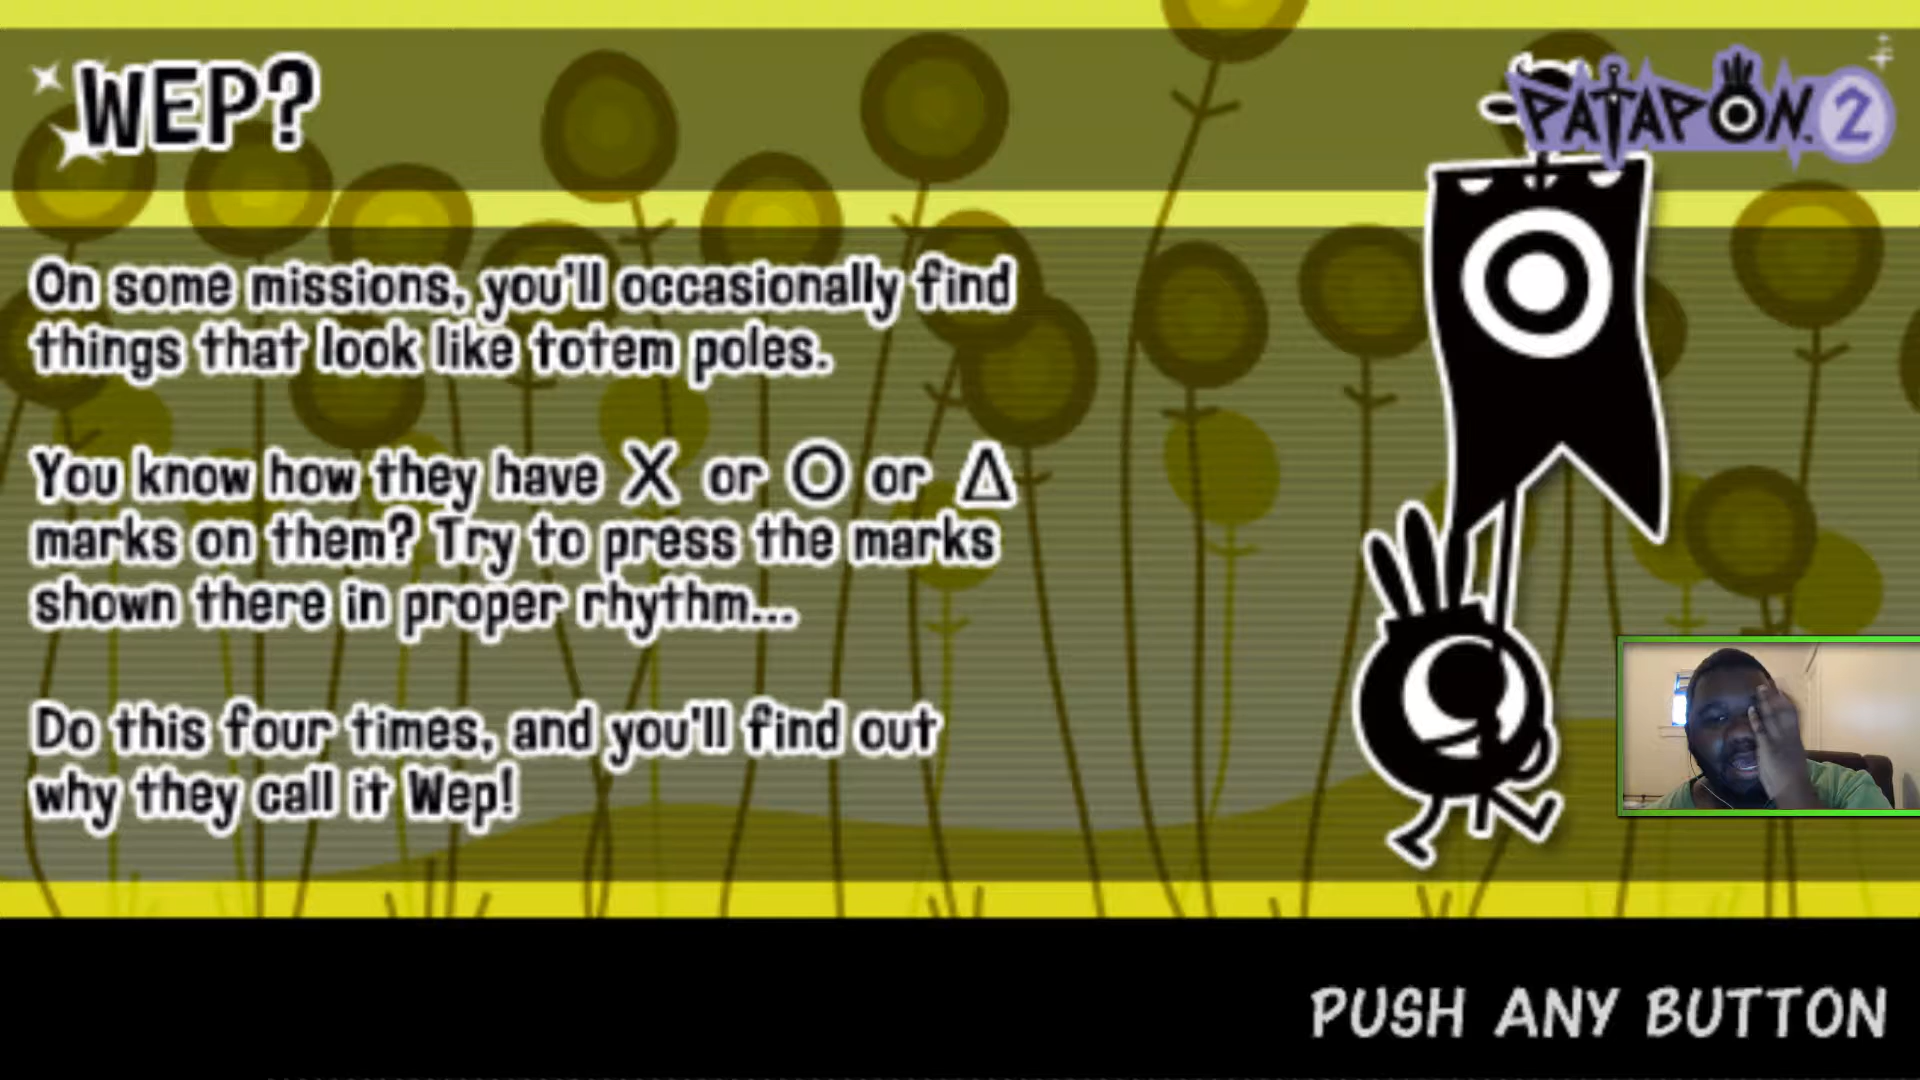 WEP?
PATAPON 2
On some missions, you'll occasionally find
things that look like totem poles.
You know how they have X or O or Δ
marks on them? Try to press the marks
shown there in proper rhythm...
Do this four times, and you'll find out
why they call it Wep!
PUSH ANY BUTTON